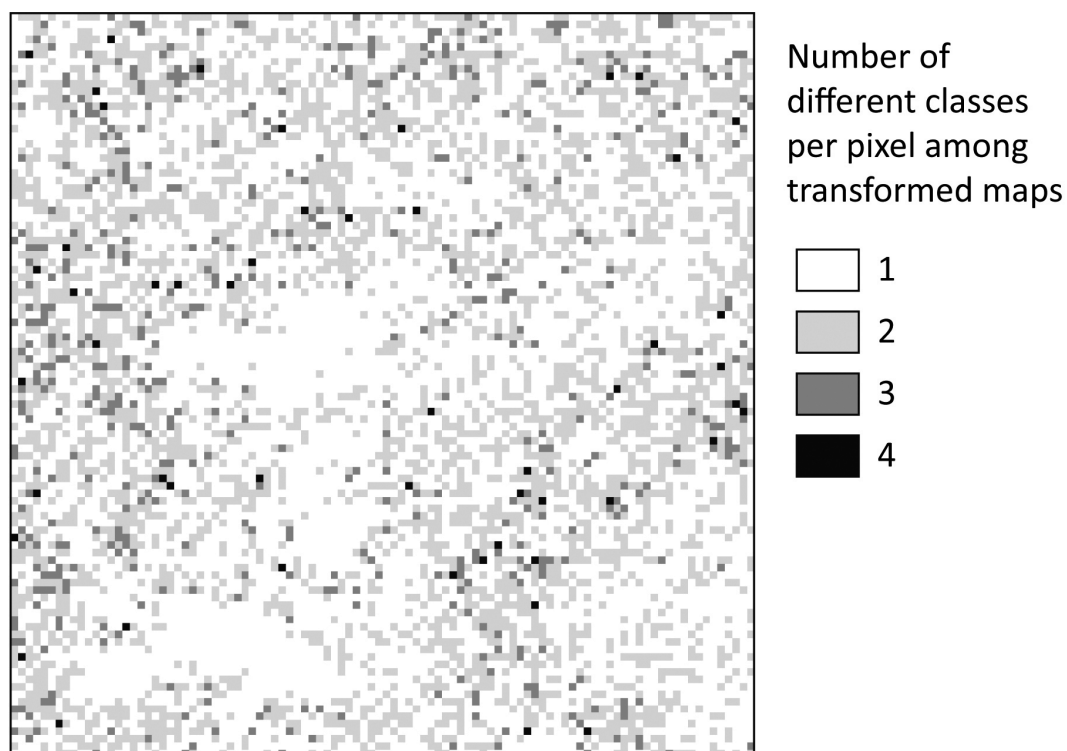 Number of
different classes
per pixel among
transformed maps
1
2
3
4